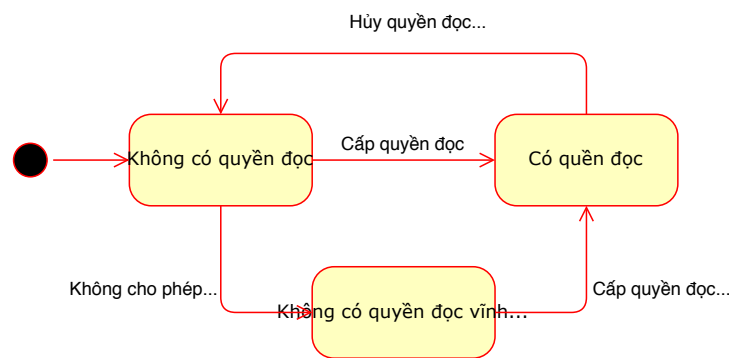 Hủy quyền đọc...
Không có quyền đọc
Cấp quyền đọc
Có quền đọc
Không cho phép...
Không có quyền đọc vĩnh...
Cấp quyền đọc...